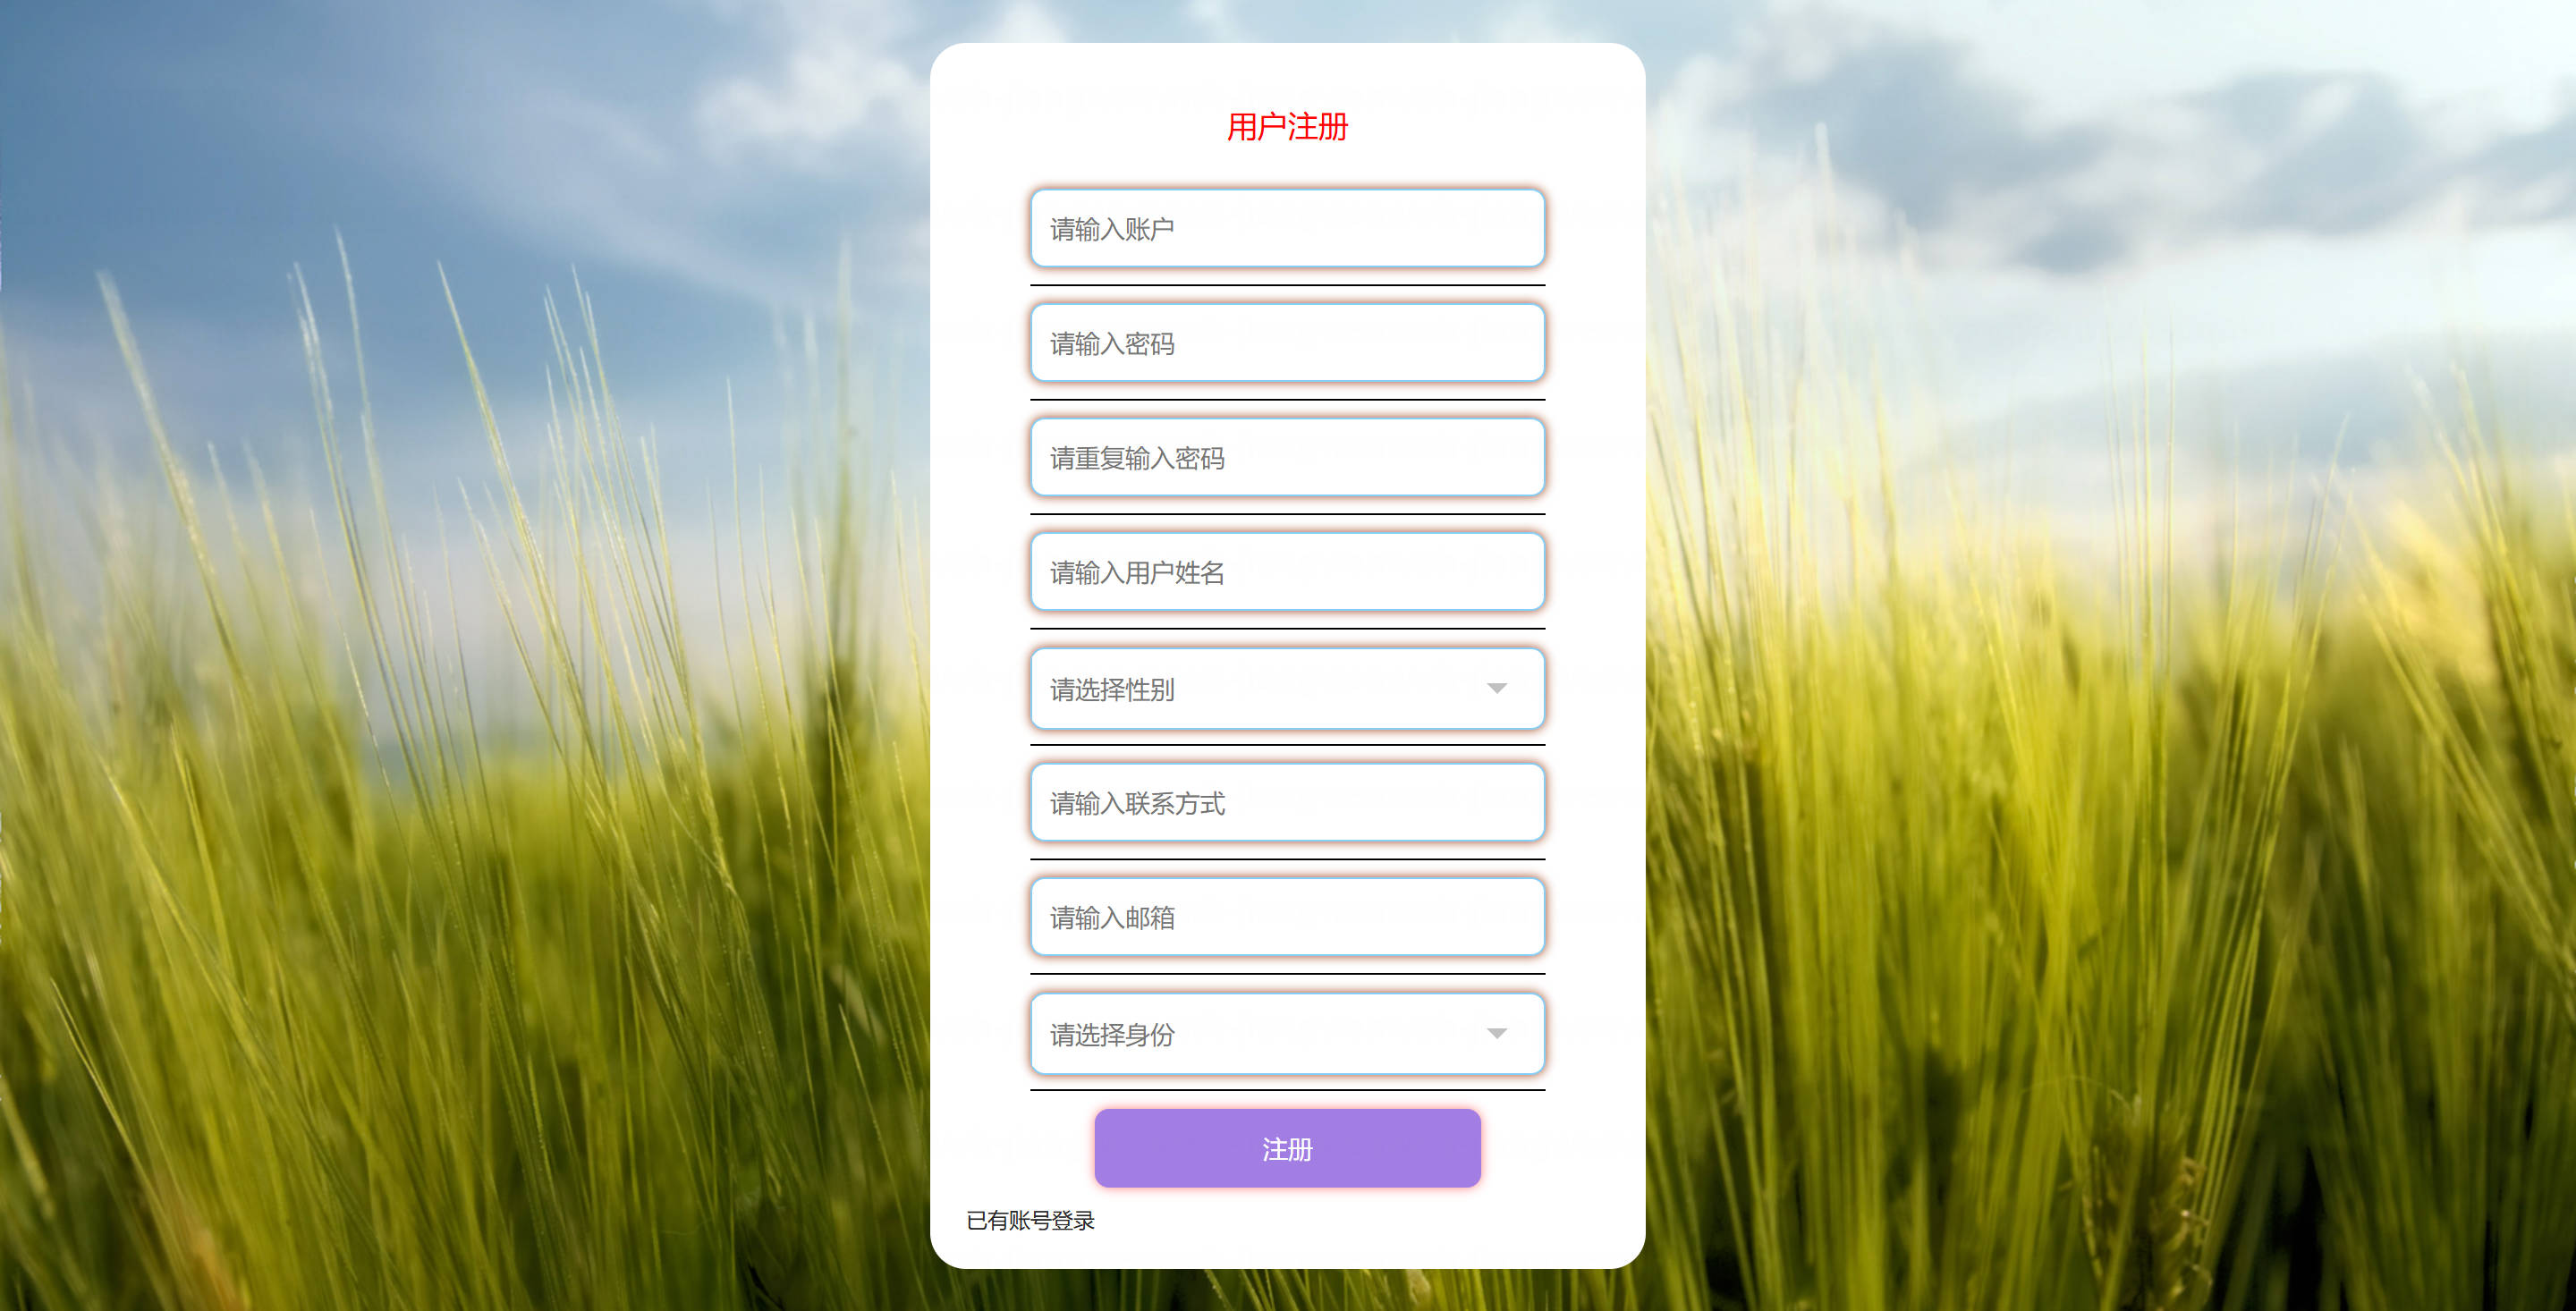 用户注册
请输入账户
请输入密码
请重复输入密码
请输入用户姓名
请选择性别
请输入联系方式
请输入邮箱
请选择身份
注册
已有账号登录